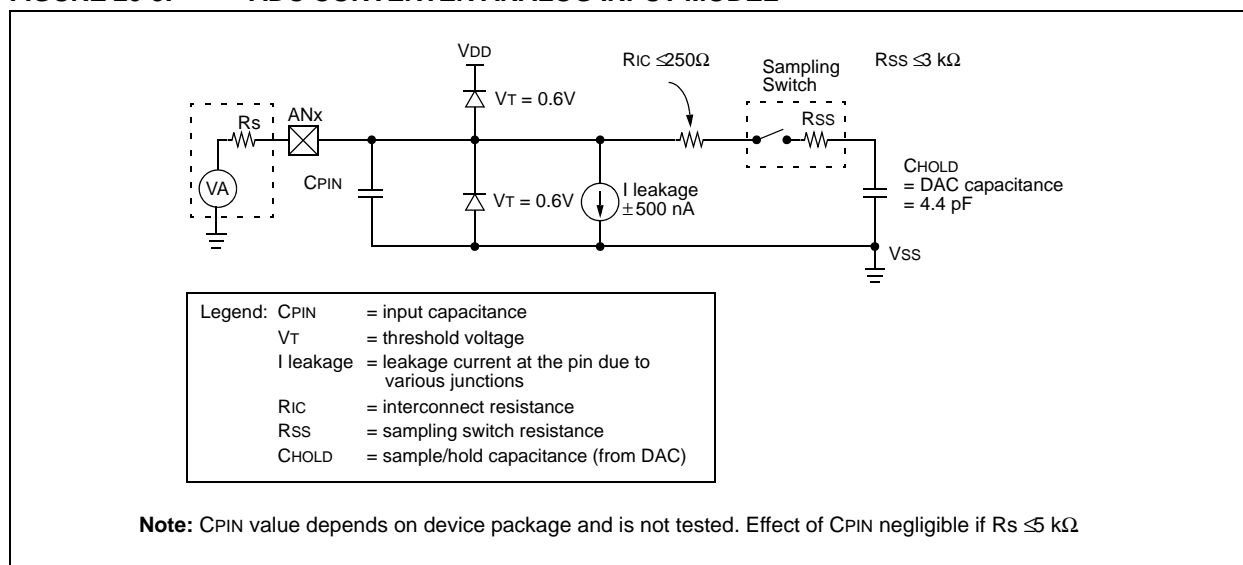 VDD
RIC ≤250Ω
Sampling
Switch
RSS ≤3 kΩ
VT = 0.6V
Rs
ANx
RSS
VA
CPIN
VT = 0.6V
I leakage
±500 nA
CHOLD
= DAC capacitance
= 4.4 pF
VSS
Legend: CPIN = input capacitance
VT = threshold voltage
I leakage = leakage current at the pin due to
various junctions
RIC = interconnect resistance
RSS = sampling switch resistance
CHOLD = sample/hold capacitance (from DAC)
Note: CPIN value depends on device package and is not tested. Effect of CPIN negligible if Rs ≤5 kΩ